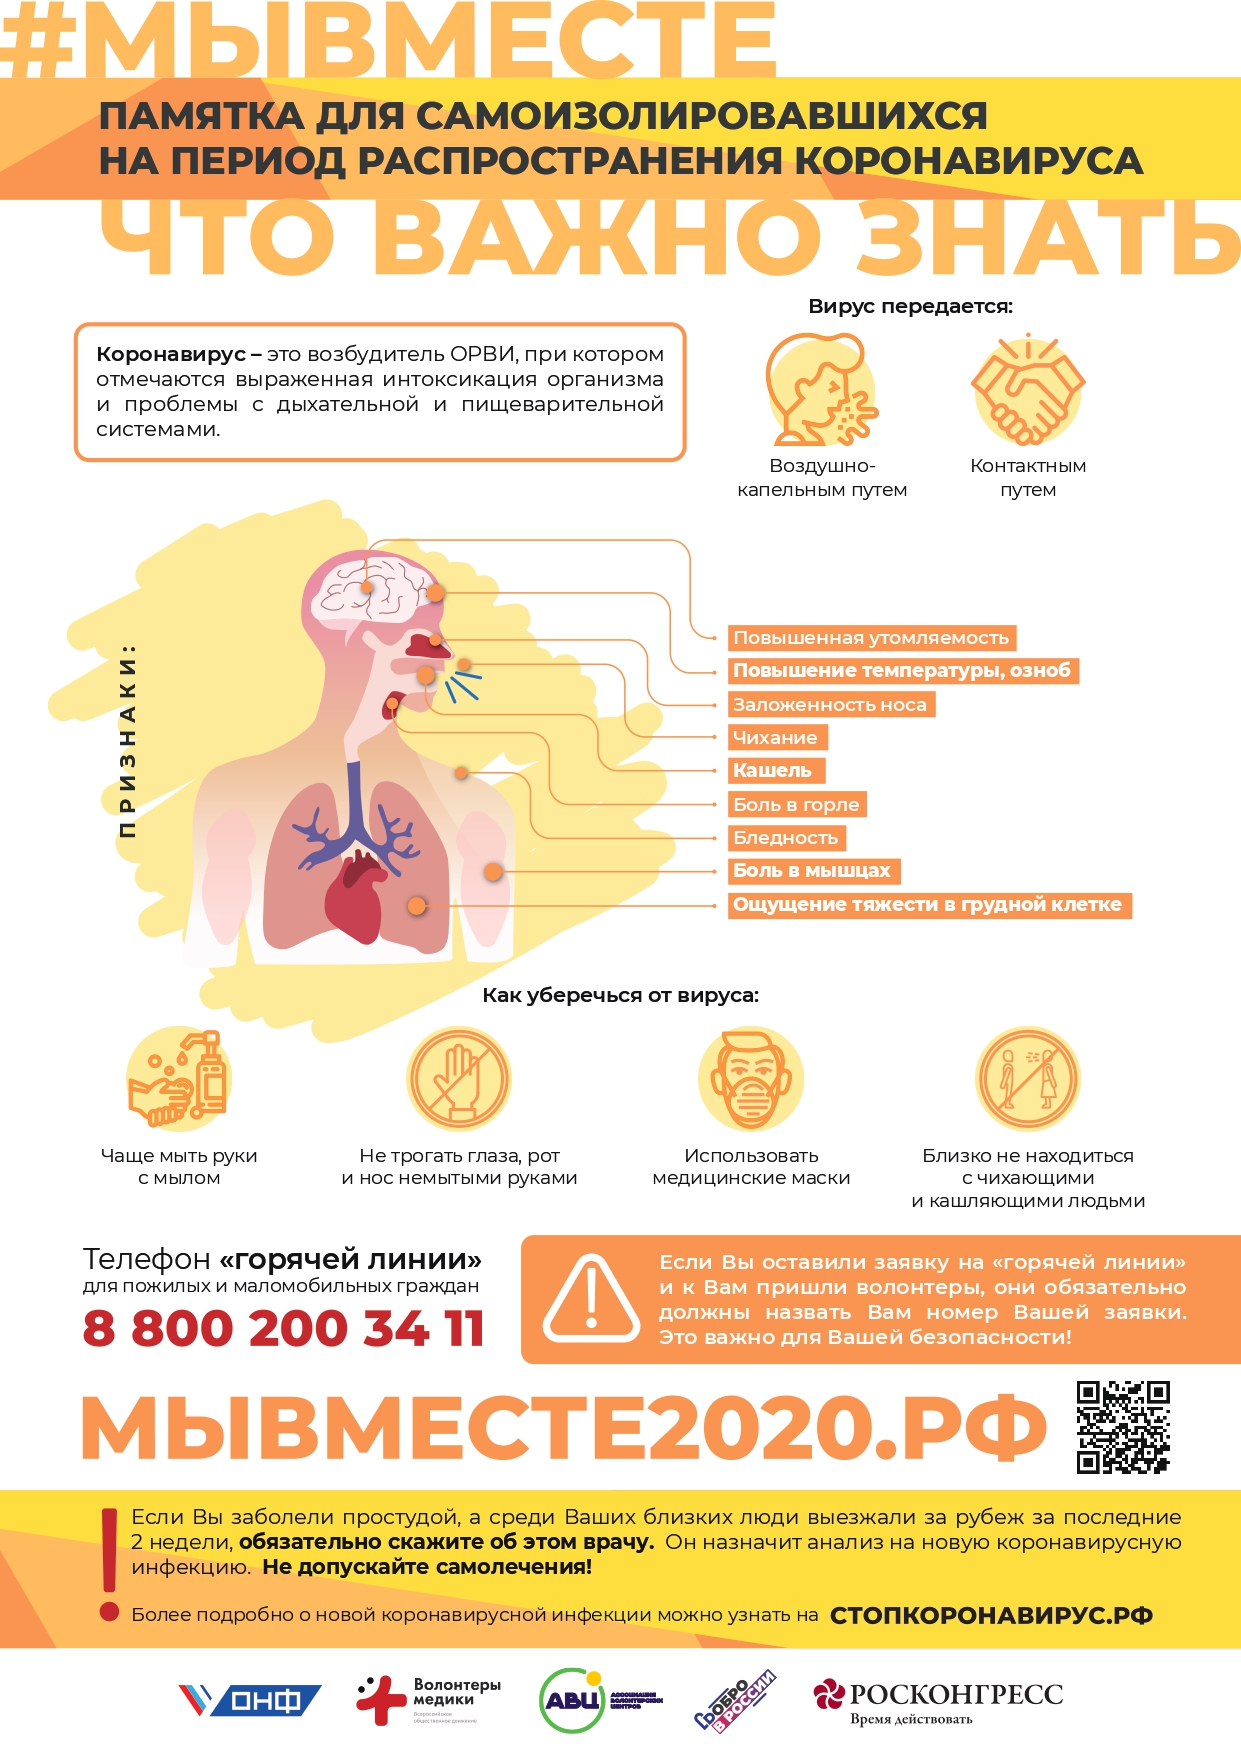 #МЫВМЕСТЕ
ПАМЯТКА ДЛЯ САМОИЗОЛИРОВАВШИХСЯ
НА ПЕРИОД РАСПРОСТРАНЕНИЯ КОРОНАВИРУСА
ЧТО ВАЖНО ЗНАТЬ
Коронавирус – это возбудитель ОРВИ, при котором
отмечаются выраженная интоксикация организма
и проблемы с дыхательной и пищеварительной
системами.
Вирус передается:
Воздушно-
капельным путем
Контактным
путем
ПРИЗНАКИ:
Повышенная утомляемость
Повышение температуры, озноб
Заложенность носа
Чихание
Кашель
Боль в горле
Бледность
Боль в мышцах
Ощущение тяжести в грудной клетке
Как уберечься от вируса:
Чаще мыть руки
с мылом
Не трогать глаза, рот
и нос немытыми руками
Использовать
медицинские маски
Близко не находиться
с чихающими
и кашляющими людьми
Телефон «горячей линии»
для пожилых и маломобильных граждан
8 800 200 34 11
Если Вы оставили заявку на «горячей линии»
и к Вам пришли волонтеры, они обязательно
должны назвать Вам номер Вашей заявки.
Это важно для Вашей безопасности!
МЫВМЕСТЕ2020.РФ
Если Вы заболели простудой, а среди Ваших близких люди выезжали за рубеж за последние
2 недели, обязательно скажите об этом врачу. Он назначит анализ на новую коронавирусную
инфекцию. Не допускайте самолечения!
Более подробно о новой коронавирусной инфекции можно узнать на СТОПКОРОНАВИРУС.РФ
ОНФ
Волонтеры
медики
Всероссийское
общественное движение
АВЦ
АССОЦИАЦИЯ
ВОЛОНТЕРСКИХ
ЦЕНТРОВ
#ДОБРО
В РОССИИ
РОСКОНГРЕСС
Время действовать